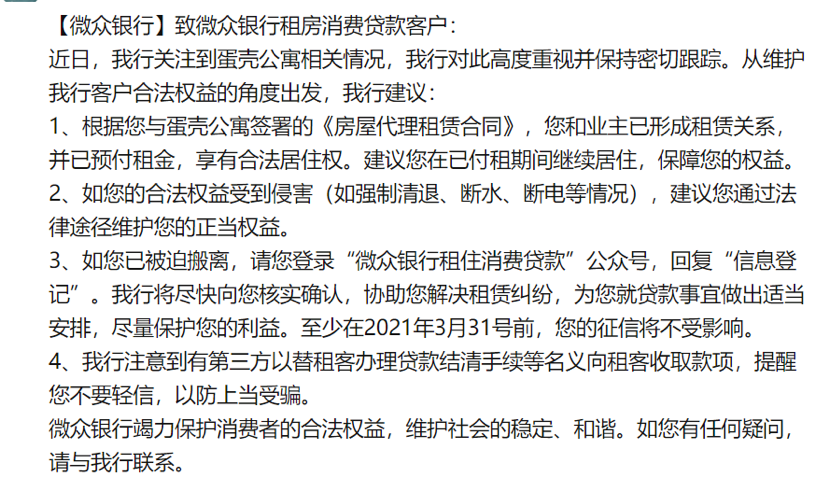 【微众银行】致微众银行租房消费贷款客户：
近日，我行关注到蛋壳公寓相关情况，我行对此高度重视并保持密切跟踪。从维护
我行客户合法权益的角度出发，我行建议：
1、根据您与蛋壳公寓签署的《房屋代理租赁合同》，您和业主已形成租赁关系，
并已预付租金，享有合法居住权。建议您在已付租期间继续居住，保障您的权益。
2、如您的合法权益受到侵害（如强制清退、断水、断电等情况），建议您通过法
律途径维护您的正当权益。
3、如您已被迫搬离，请您登录“微众银行租住消费贷款”公众号，回复“信息登
记”。我行将尽快向您核实确认，协助您解决租赁纠纷，为您就贷款事宜做出适当
安排，尽量保护您的利益。至少在2021年3月31号前，您的征信将不受影响。
4、我行注意到有第三方以替租客办理贷款结清手续等名义向租客收取款项，提醒
您不要轻信，以防上当受骗。
微众银行竭力保护消费者的合法权益，维护社会的稳定、和谐。如您有任何疑问，
请与我行联系。